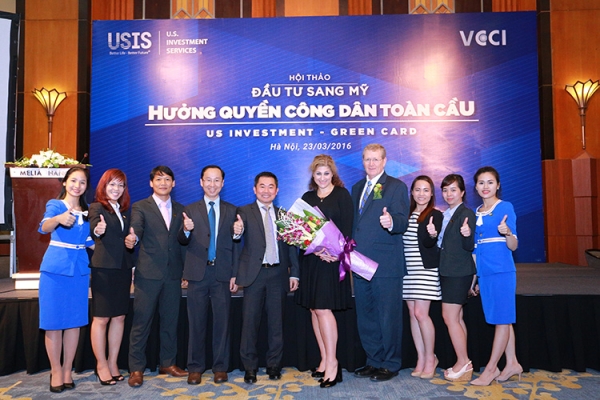 USIS
Better Life - Better Future
U.S.
INVESTMENT
SERVICES
VCCI
HỘI THẢO
ĐẦU TƯ SANG MỸ
HƯỞNG QUYỀN CÔNG DÂN TOÀN CẦU
US INVESTMENT - GREEN CARD
Hà Nội, 23/03/2016
MELIA HA